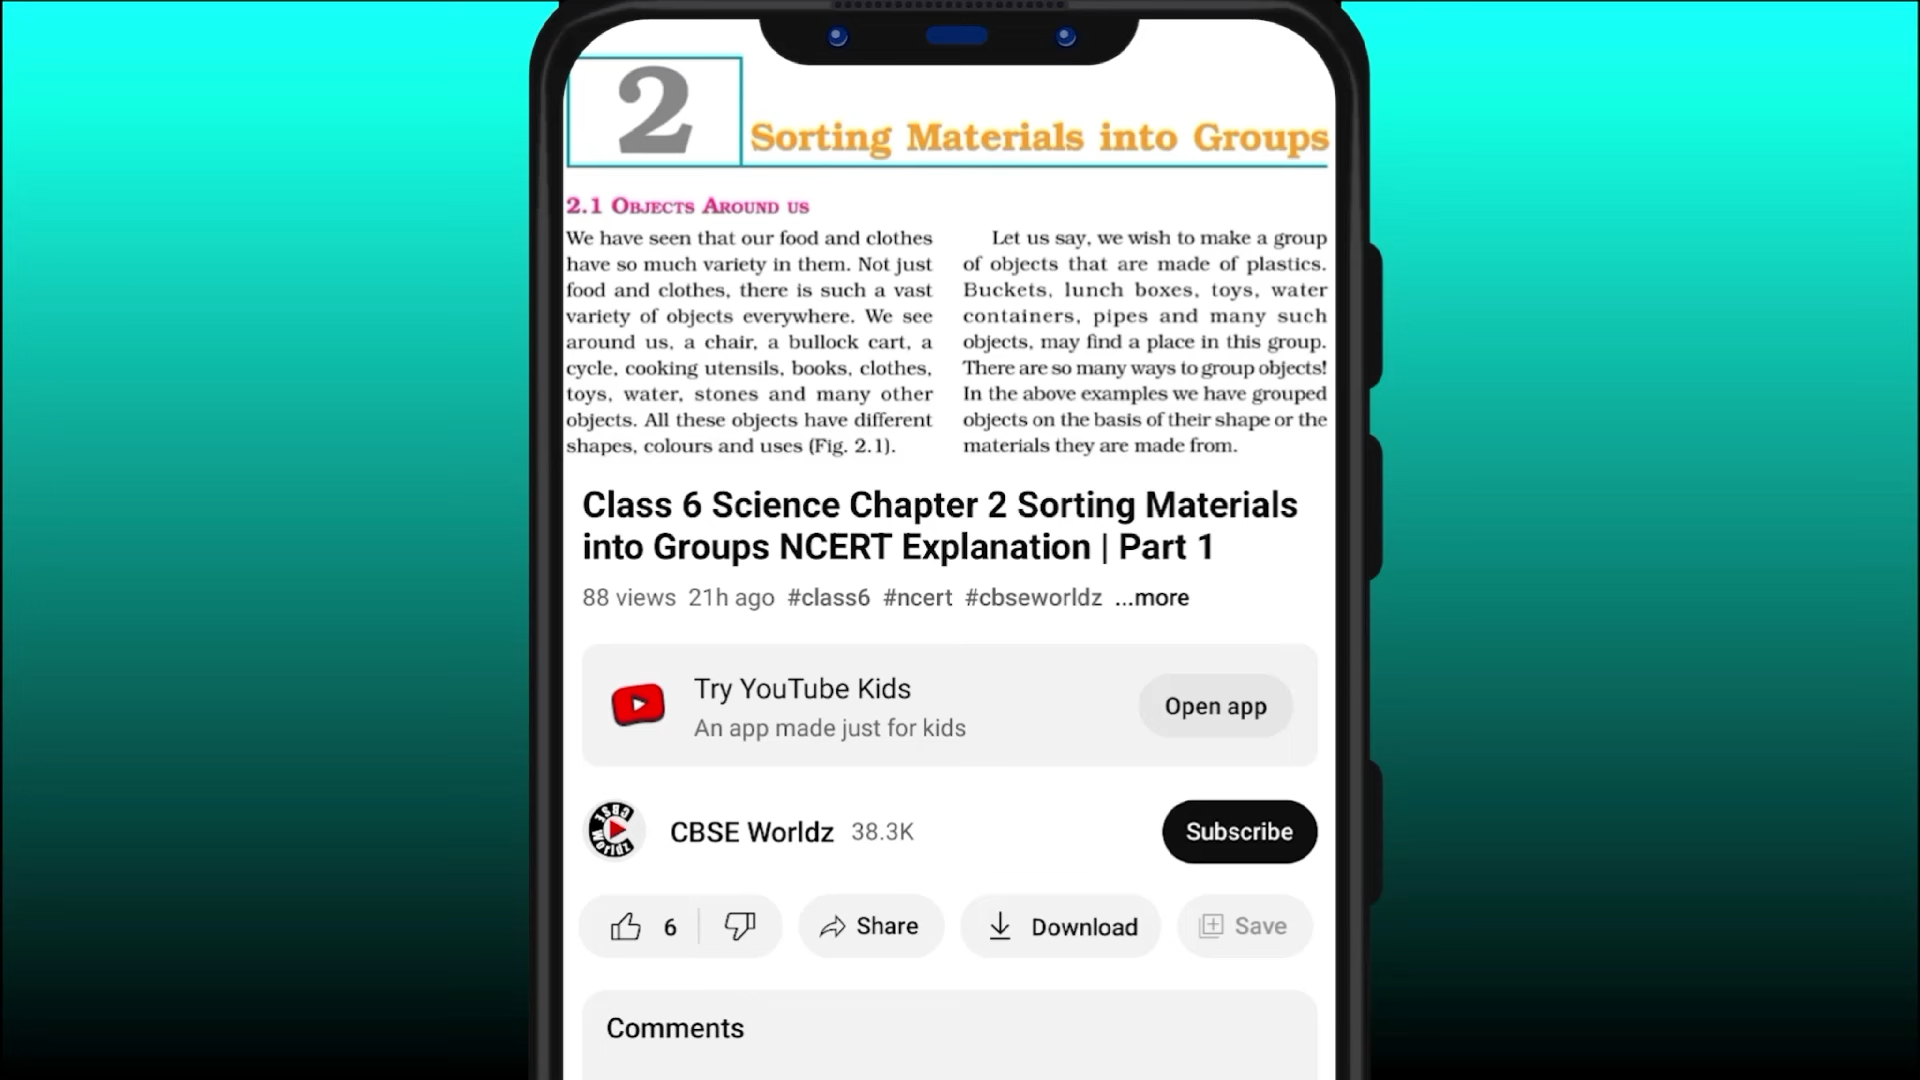 2
Sorting Materials into Groups
2.1 OBJECTS AROUND US
We have seen that our food and clothes
have so much variety in them. Not just
food and clothes, there is such a vast
variety of objects everywhere. We see
around us, a chair, a bullock cart, a
cycle, cooking utensils, books, clothes,
toys, water, stones and many other
objects. All these objects have different
shapes, colours and uses (Fig. 2.1).
Let us say, we wish to make a group
of objects that are made of plastics.
Buckets, lunch boxes, toys, water
containers, pipes and many such
objects, may find a place in this group.
There are so many ways to group objects!
In the above examples we have grouped
objects on the basis of their shape or the
materials they are made from.
Class 6 Science Chapter 2 Sorting Materials
into Groups NCERT Explanation | Part 1
88 views 21h ago #class6 #ncert #cbseworldz ...more
Try YouTube Kids
An app made just for kids
Open app
CBSE Worldz
CBSE Worldz 38.3K
Subscribe
6
Share
Download
Save
Comments